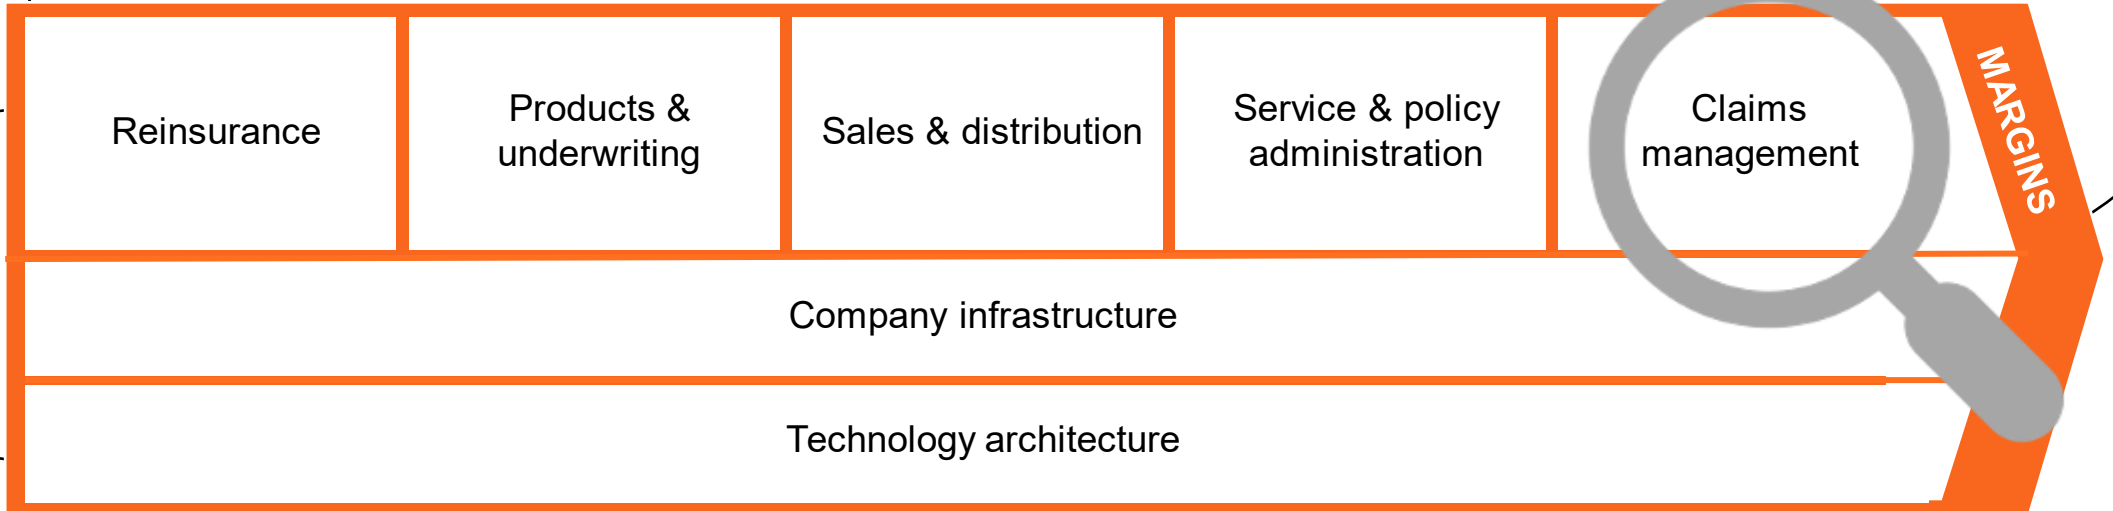 Reinsurance
Products &
underwriting
Sales & distribution
Service & policy
administration
Claims
management
MARGINS
Company infrastructure
Technology architecture